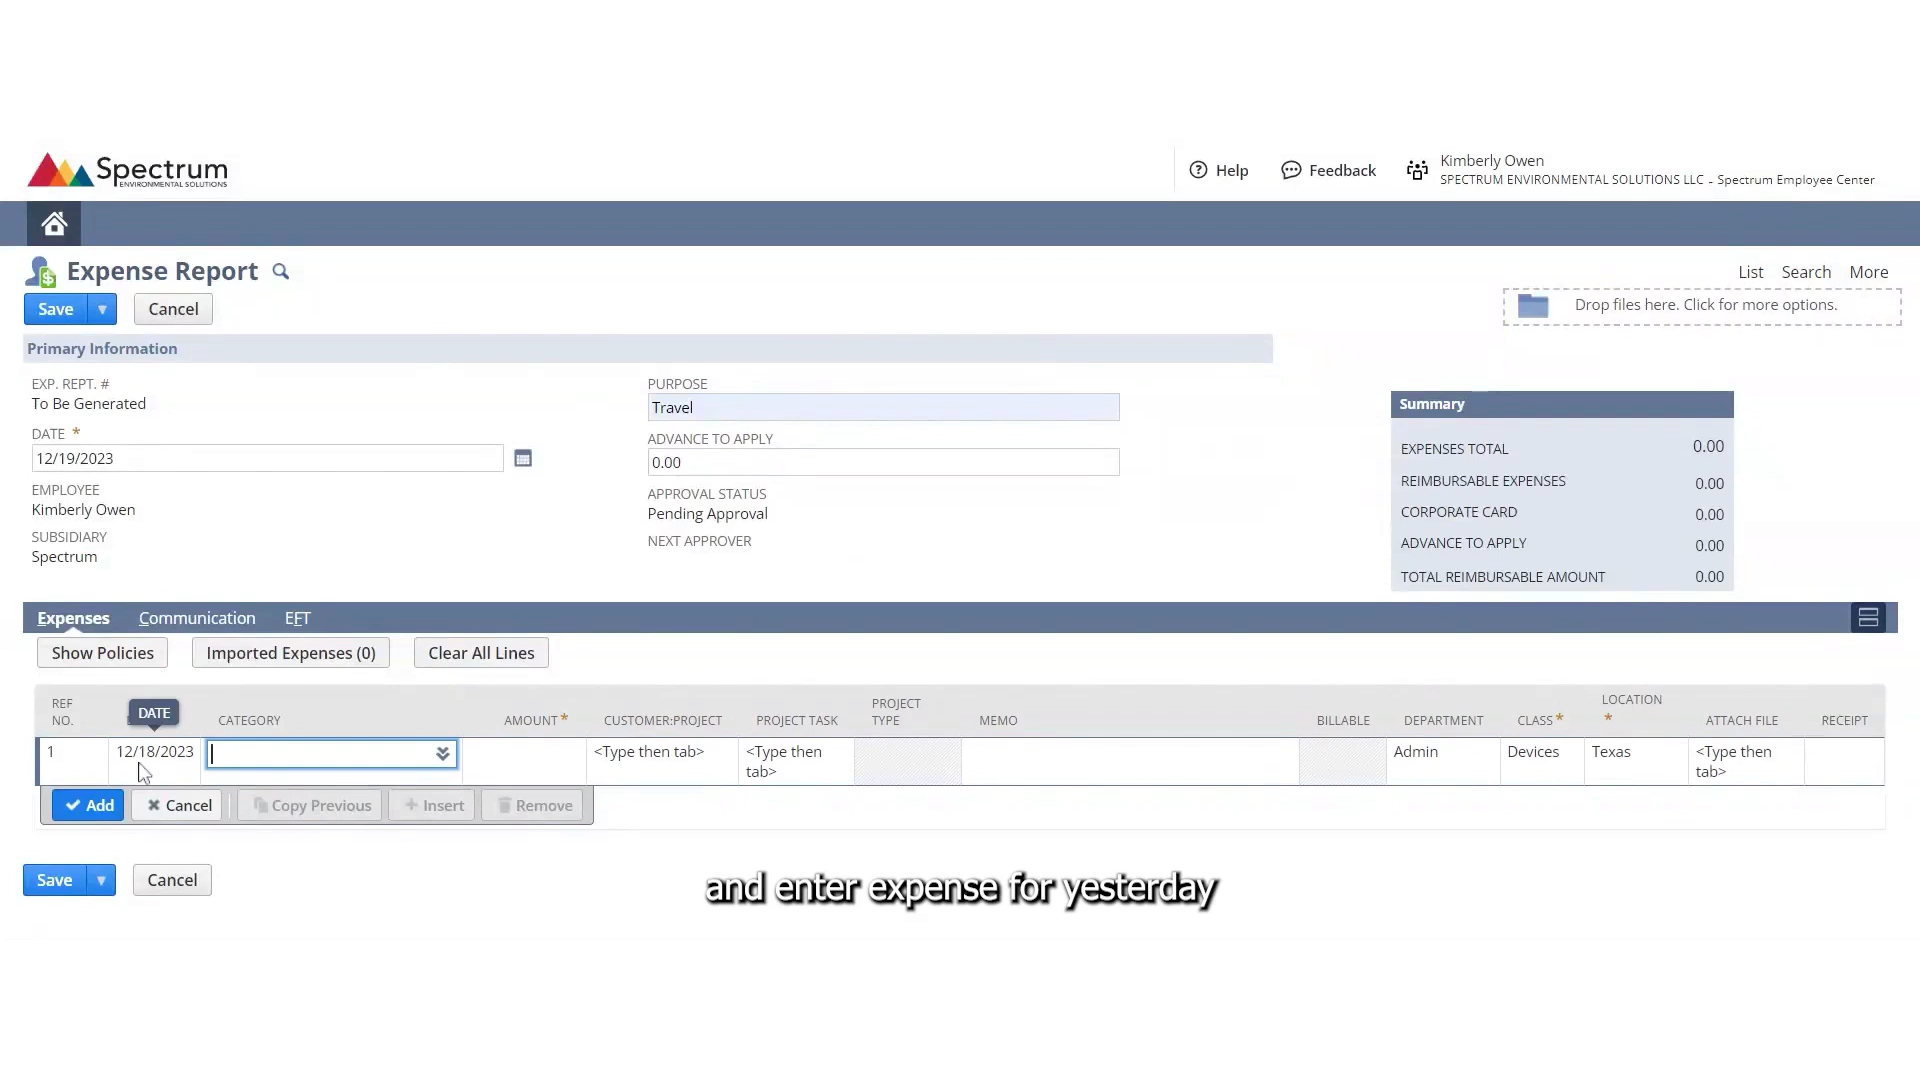 Spectrum
ENVIRONMENTAL SOLUTIONS
Help
Feedback
Kimberly Owen
SPECTRUM ENVIRONMENTAL SOLUTIONS LLC - Spectrum Employee Center
Expense Report
List Search More
Save Cancel
Drop files here. Click for more options.
Primary Information
EXP. REPT. #
To Be Generated
DATE *
12/19/2023
EMPLOYEE
Kimberly Owen
SUBSIDIARY
Spectrum
PURPOSE
Travel
ADVANCE TO APPLY
0.00
APPROVAL STATUS
Pending Approval
NEXT APPROVER
Summary
EXPENSES TOTAL 0.00
REIMBURSABLE EXPENSES 0.00
CORPORATE CARD 0.00
ADVANCE TO APPLY 0.00
TOTAL REIMBURSABLE AMOUNT 0.00
Expenses Communication EFT
Show Policies Imported Expenses (0) Clear All Lines
REF NO. DATE CATEGORY AMOUNT * CUSTOMER:PROJECT PROJECT TASK PROJECT TYPE MEMO BILLABLE DEPARTMENT CLASS * LOCATION * ATTACH FILE RECEIPT
1 12/18/2023 <Type then tab> <Type then tab> Admin Devices Texas <Type then tab>
Add Cancel Copy Previous Insert Remove
Save Cancel
and enter expense for yesterday